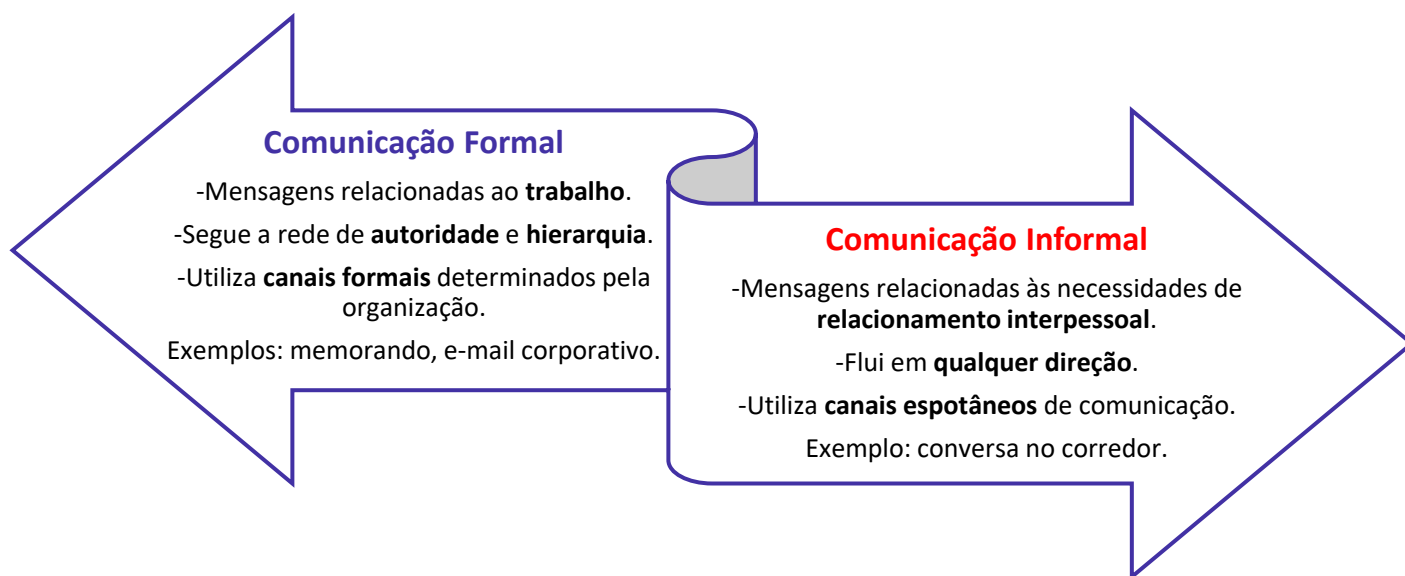 Comunicação Formal
-Mensagens relacionadas ao trabalho.
-Segue a rede de autoridade e hierarquia.
-Utiliza canais formais determinados pela
organização.
Exemplos: memorando, e-mail corporativo.
Comunicação Informal
-Mensagens relacionadas às necessidades de
relacionamento interpessoal.
-Flui em qualquer direção.
-Utiliza canais espotâneos de comunicação.
Exemplo: conversa no corredor.